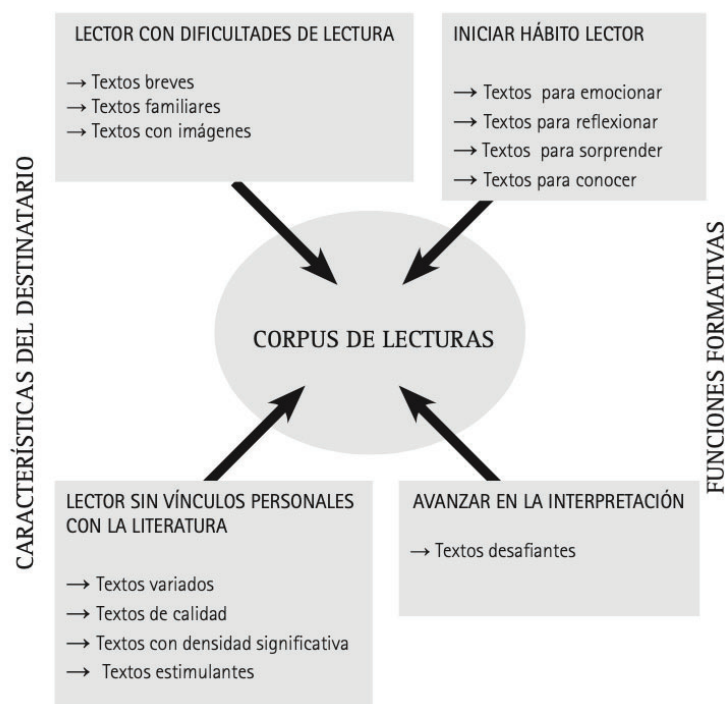 LECTOR CON DIFICULTADES DE LECTURA
→ Textos breves
→ Textos familiares
→ Textos con imágenes
INICIAR HÁBITO LECTOR
→ Textos para emocionar
→ Textos para reflexionar
→ Textos para sorprender
→ Textos para conocer
CARACTERÍSTICAS DEL DESTINATARIO
CORPUS DE LECTURAS
FUNCIONES FORMATIVAS
LECTOR SIN VÍNCULOS PERSONALES
CON LA LITERATURA
→ Textos variados
→ Textos de calidad
→ Textos con densidad significativa
→ Textos estimulantes
AVANZAR EN LA INTERPRETACIÓN
→ Textos desafiantes